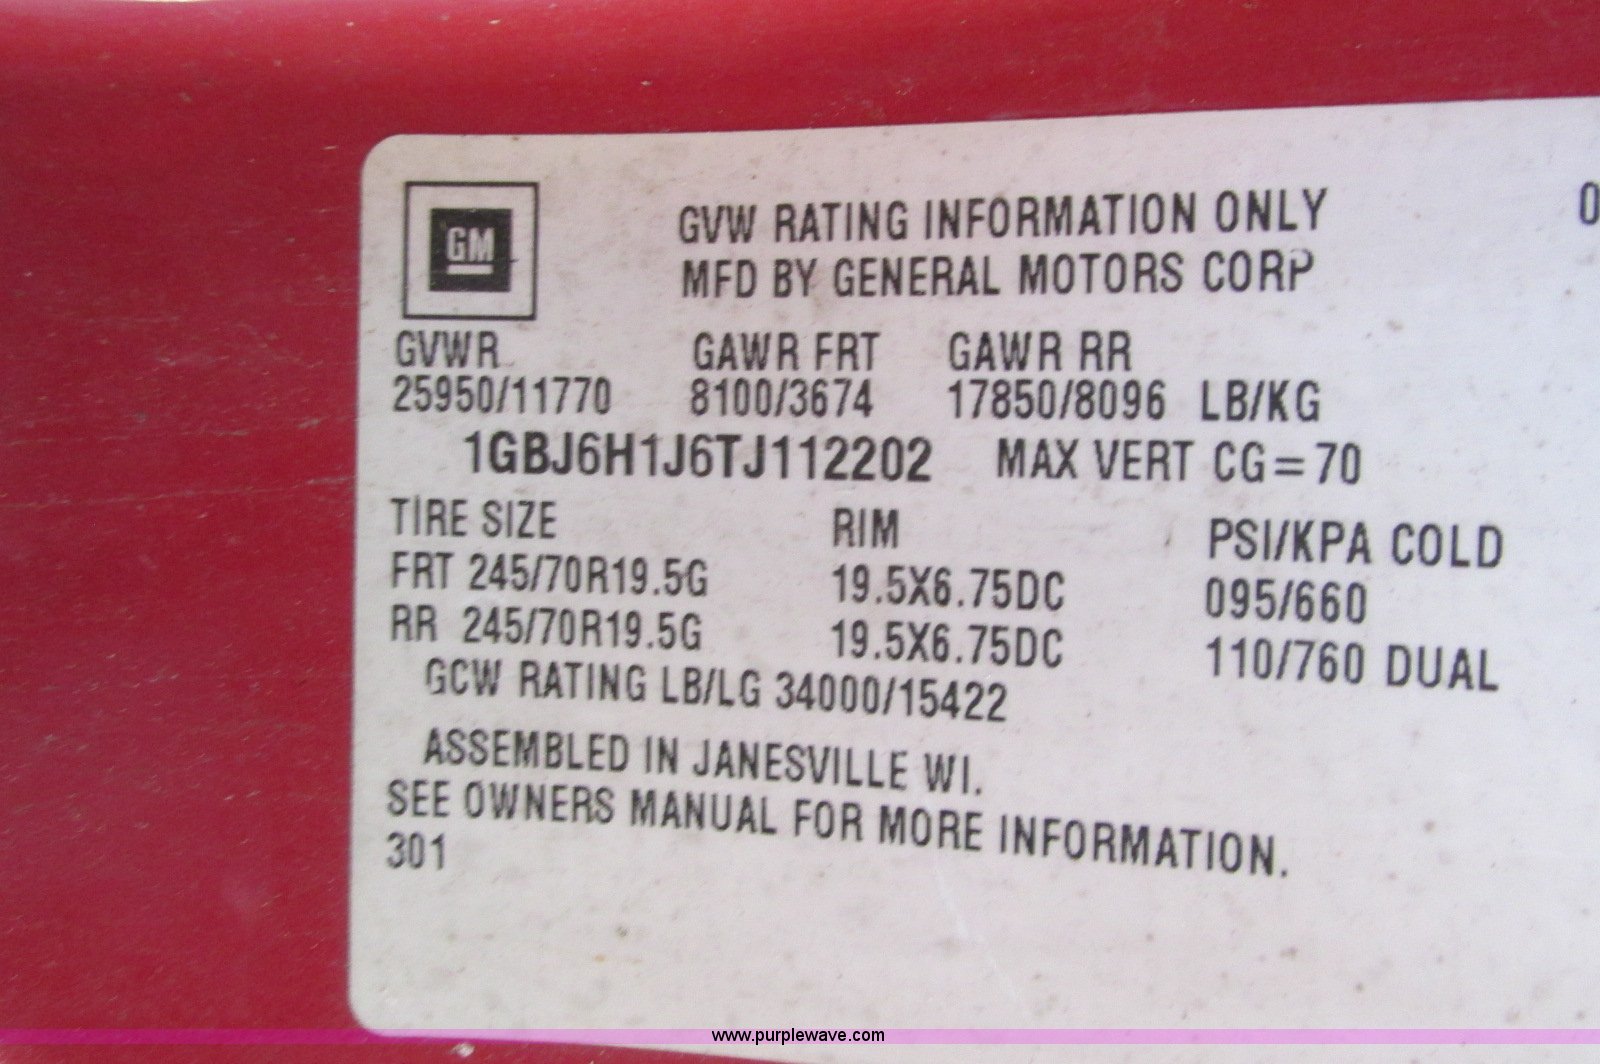 GM
GVW RATING INFORMATION ONLY 0
MFD BY GENERAL MOTORS CORP
GVWR GAWR FRT GAWR RR
25950/11770 8100/3674 17850/8096 LB/KG
1GBJ6H1J6TJ112202 MAX VERT CG=70
TIRE SIZE RIM PSI/KPA COLD
FRT 245/70R19.5G 19.5X6.75DC 095/660
RR 245/70R19.5G 19.5X6.75DC 110/760 DUAL
GCW RATING LB/LG 34000/15422
ASSEMBLED IN JANESVILLE WI.
SEE OWNERS MANUAL FOR MORE INFORMATION.
301
www.purplewave.com